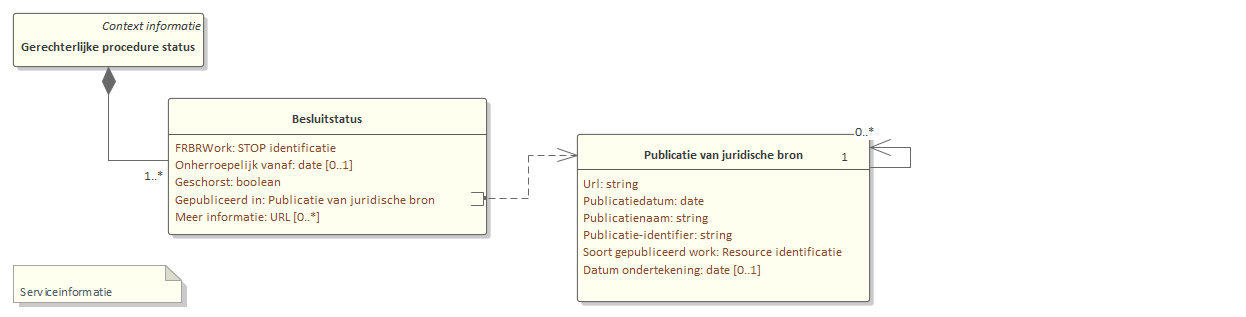 Context informatie
Gerechterlijke procedure status
Besluitstatus
FRBRWork: STOP identificatie
Onherroepelijk vanaf: date [0..1]
Geschorst: boolean
Gepubliceerd in: Publicatie van juridische bron
Meer informatie: URL [0..*]
1..*
0..*
Publicatie van juridische bron
1
Url: string
Publicatiedatum: date
Publicatienaam: string
Publicatie-identifier: string
Soort gepubliceerd work: Resource identificatie
Datum ondertekening: date [0..1]
Serviceinformatie